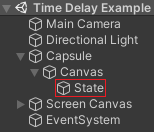 Time Delay Example
Main Camera
Directional Light
Capsule
Canvas
State
Screen Canvas
EventSystem